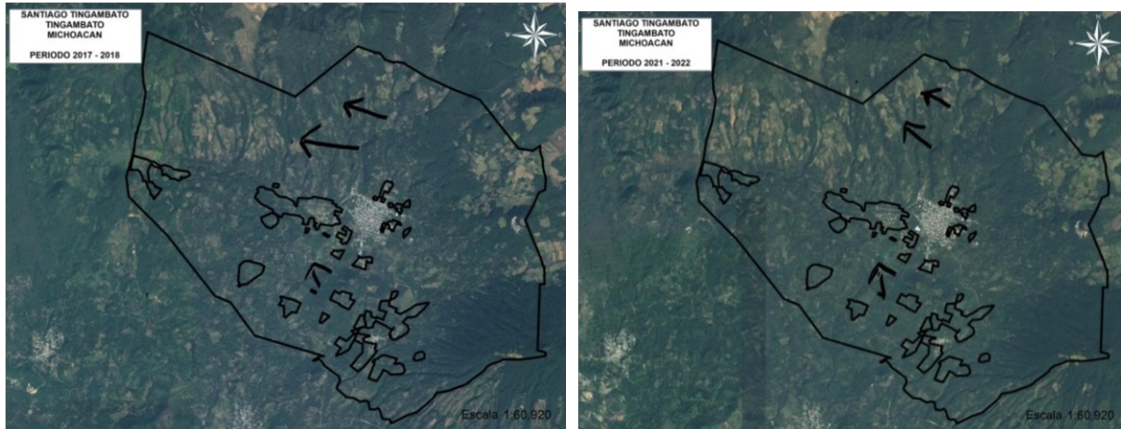 SANTIAGO TINGAMBATO
TINGAMBATO
MICHOACAN
PERIODO 2017 - 2018
Escala 1:60,920
SANTIAGO TINGAMBATO
TINGAMBATO
MICHOACAN
PERIODO 2021 - 2022
Escala 1:60,920